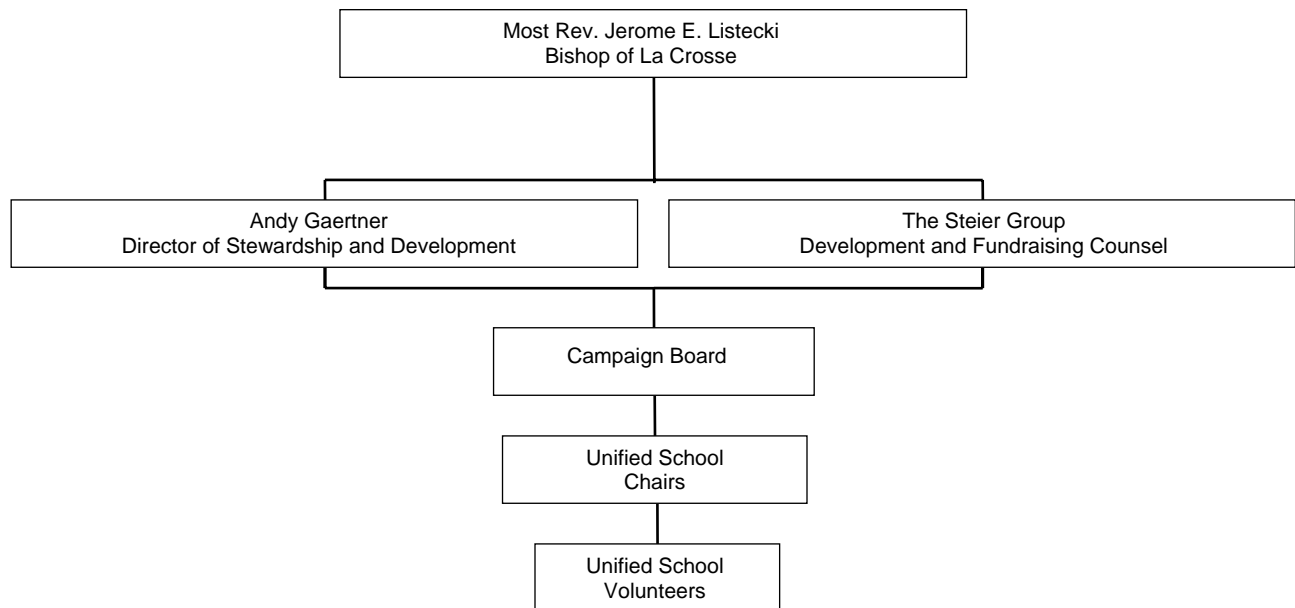 Most Rev. Jerome E. Listecki
Bishop of La Crosse
Andy Gaertner
Director of Stewardship and Development
The Steier Group
Development and Fundraising Counsel
Campaign Board
Unified School
Chairs
Unified School
Volunteers